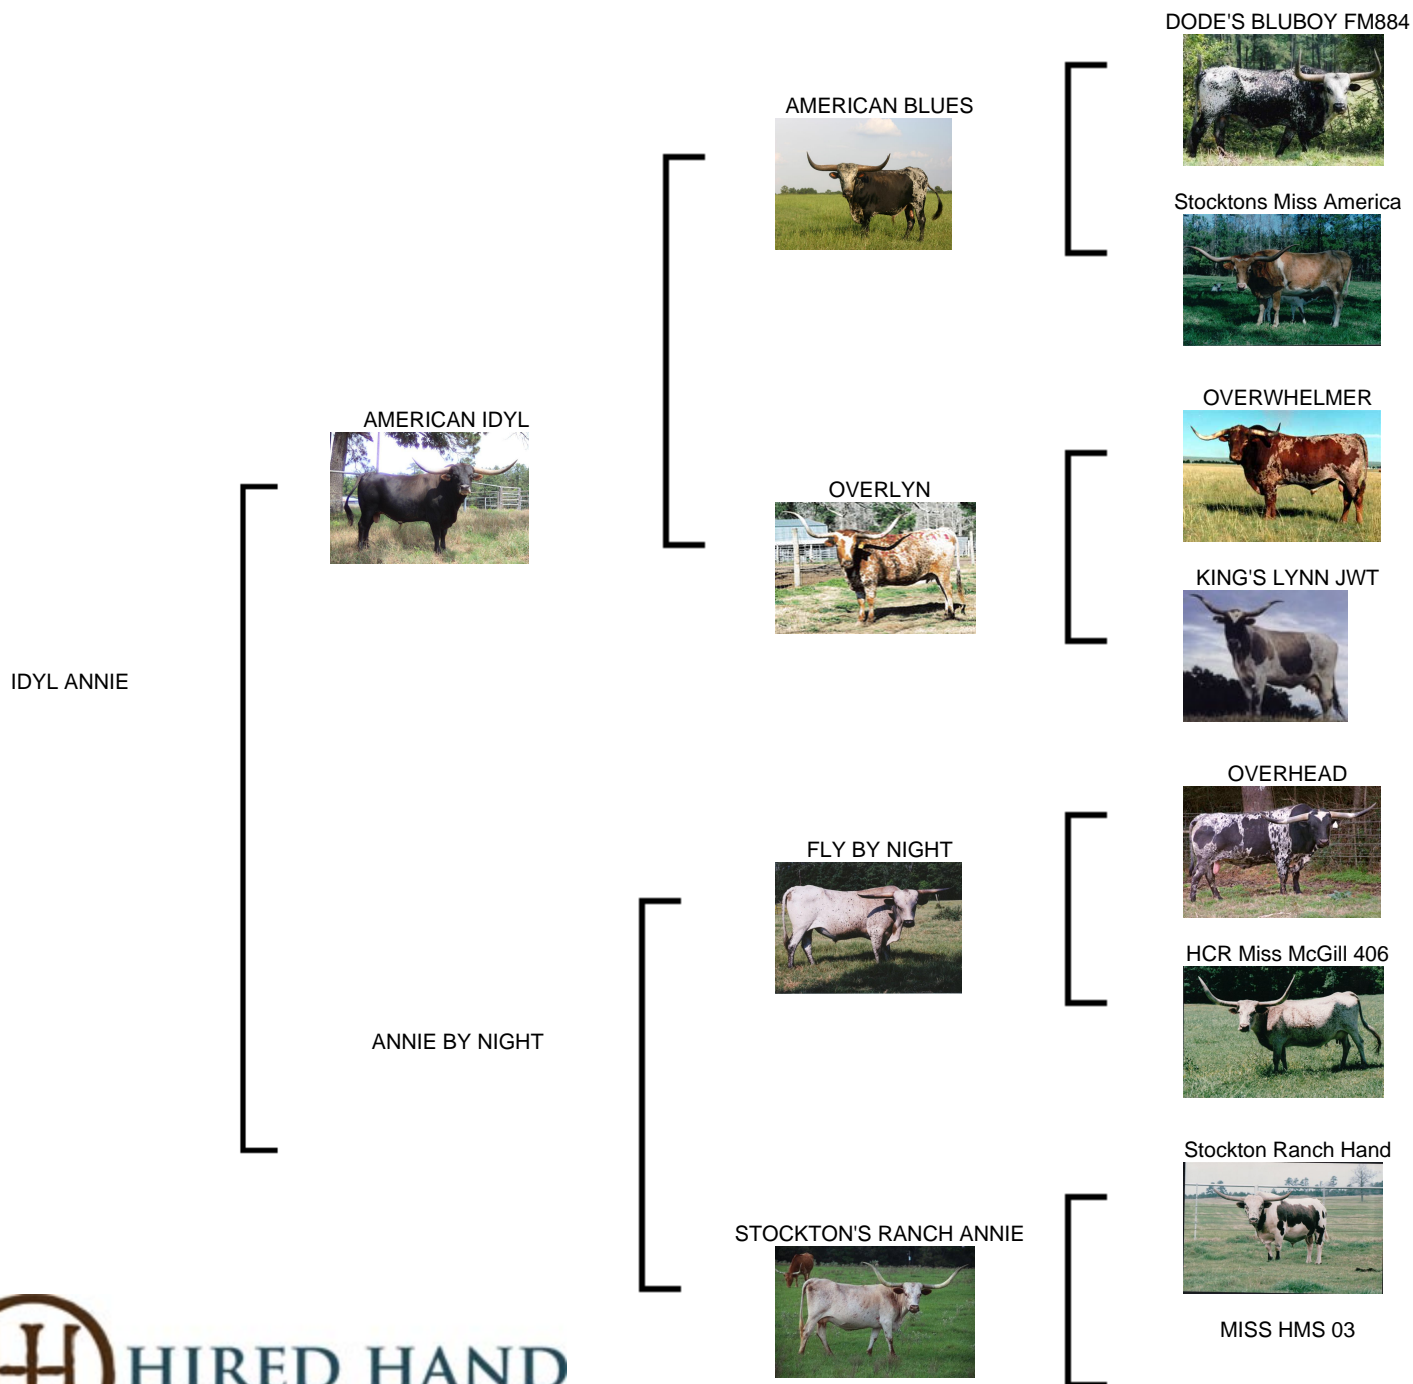 DODE'S BLUBOY FM884
AMERICAN BLUES
Stocktons Miss America
OVERWHELMER
AMERICAN IDYL
OVERLYN
KING'S LYNN JWT
IDYL ANNIE
OVERHEAD
FLY BY NIGHT
HCR Miss McGill 406
ANNIE BY NIGHT
Stockton Ranch Hand
STOCKTON'S RANCH ANNIE
MISS HMS 03
HIRED HAND